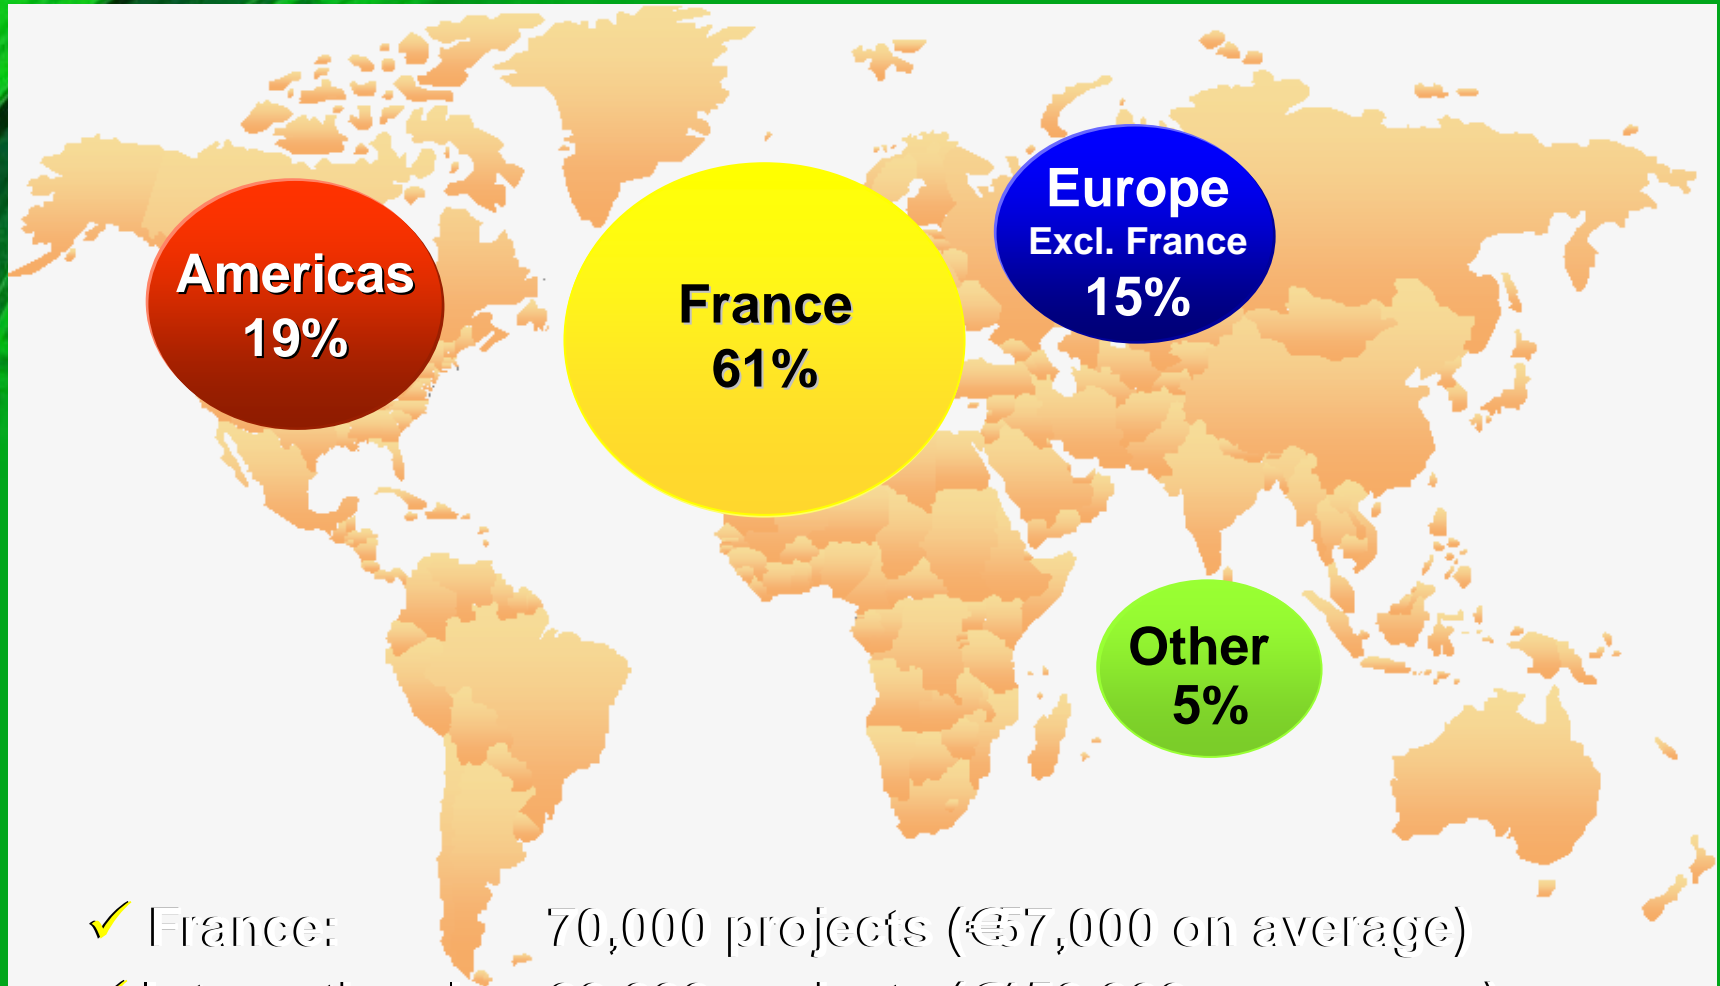 Europe
Excl. France
15%
Americas
19%
France
61%
Other
5%
France: 70,000 projects (€57,000 on average)